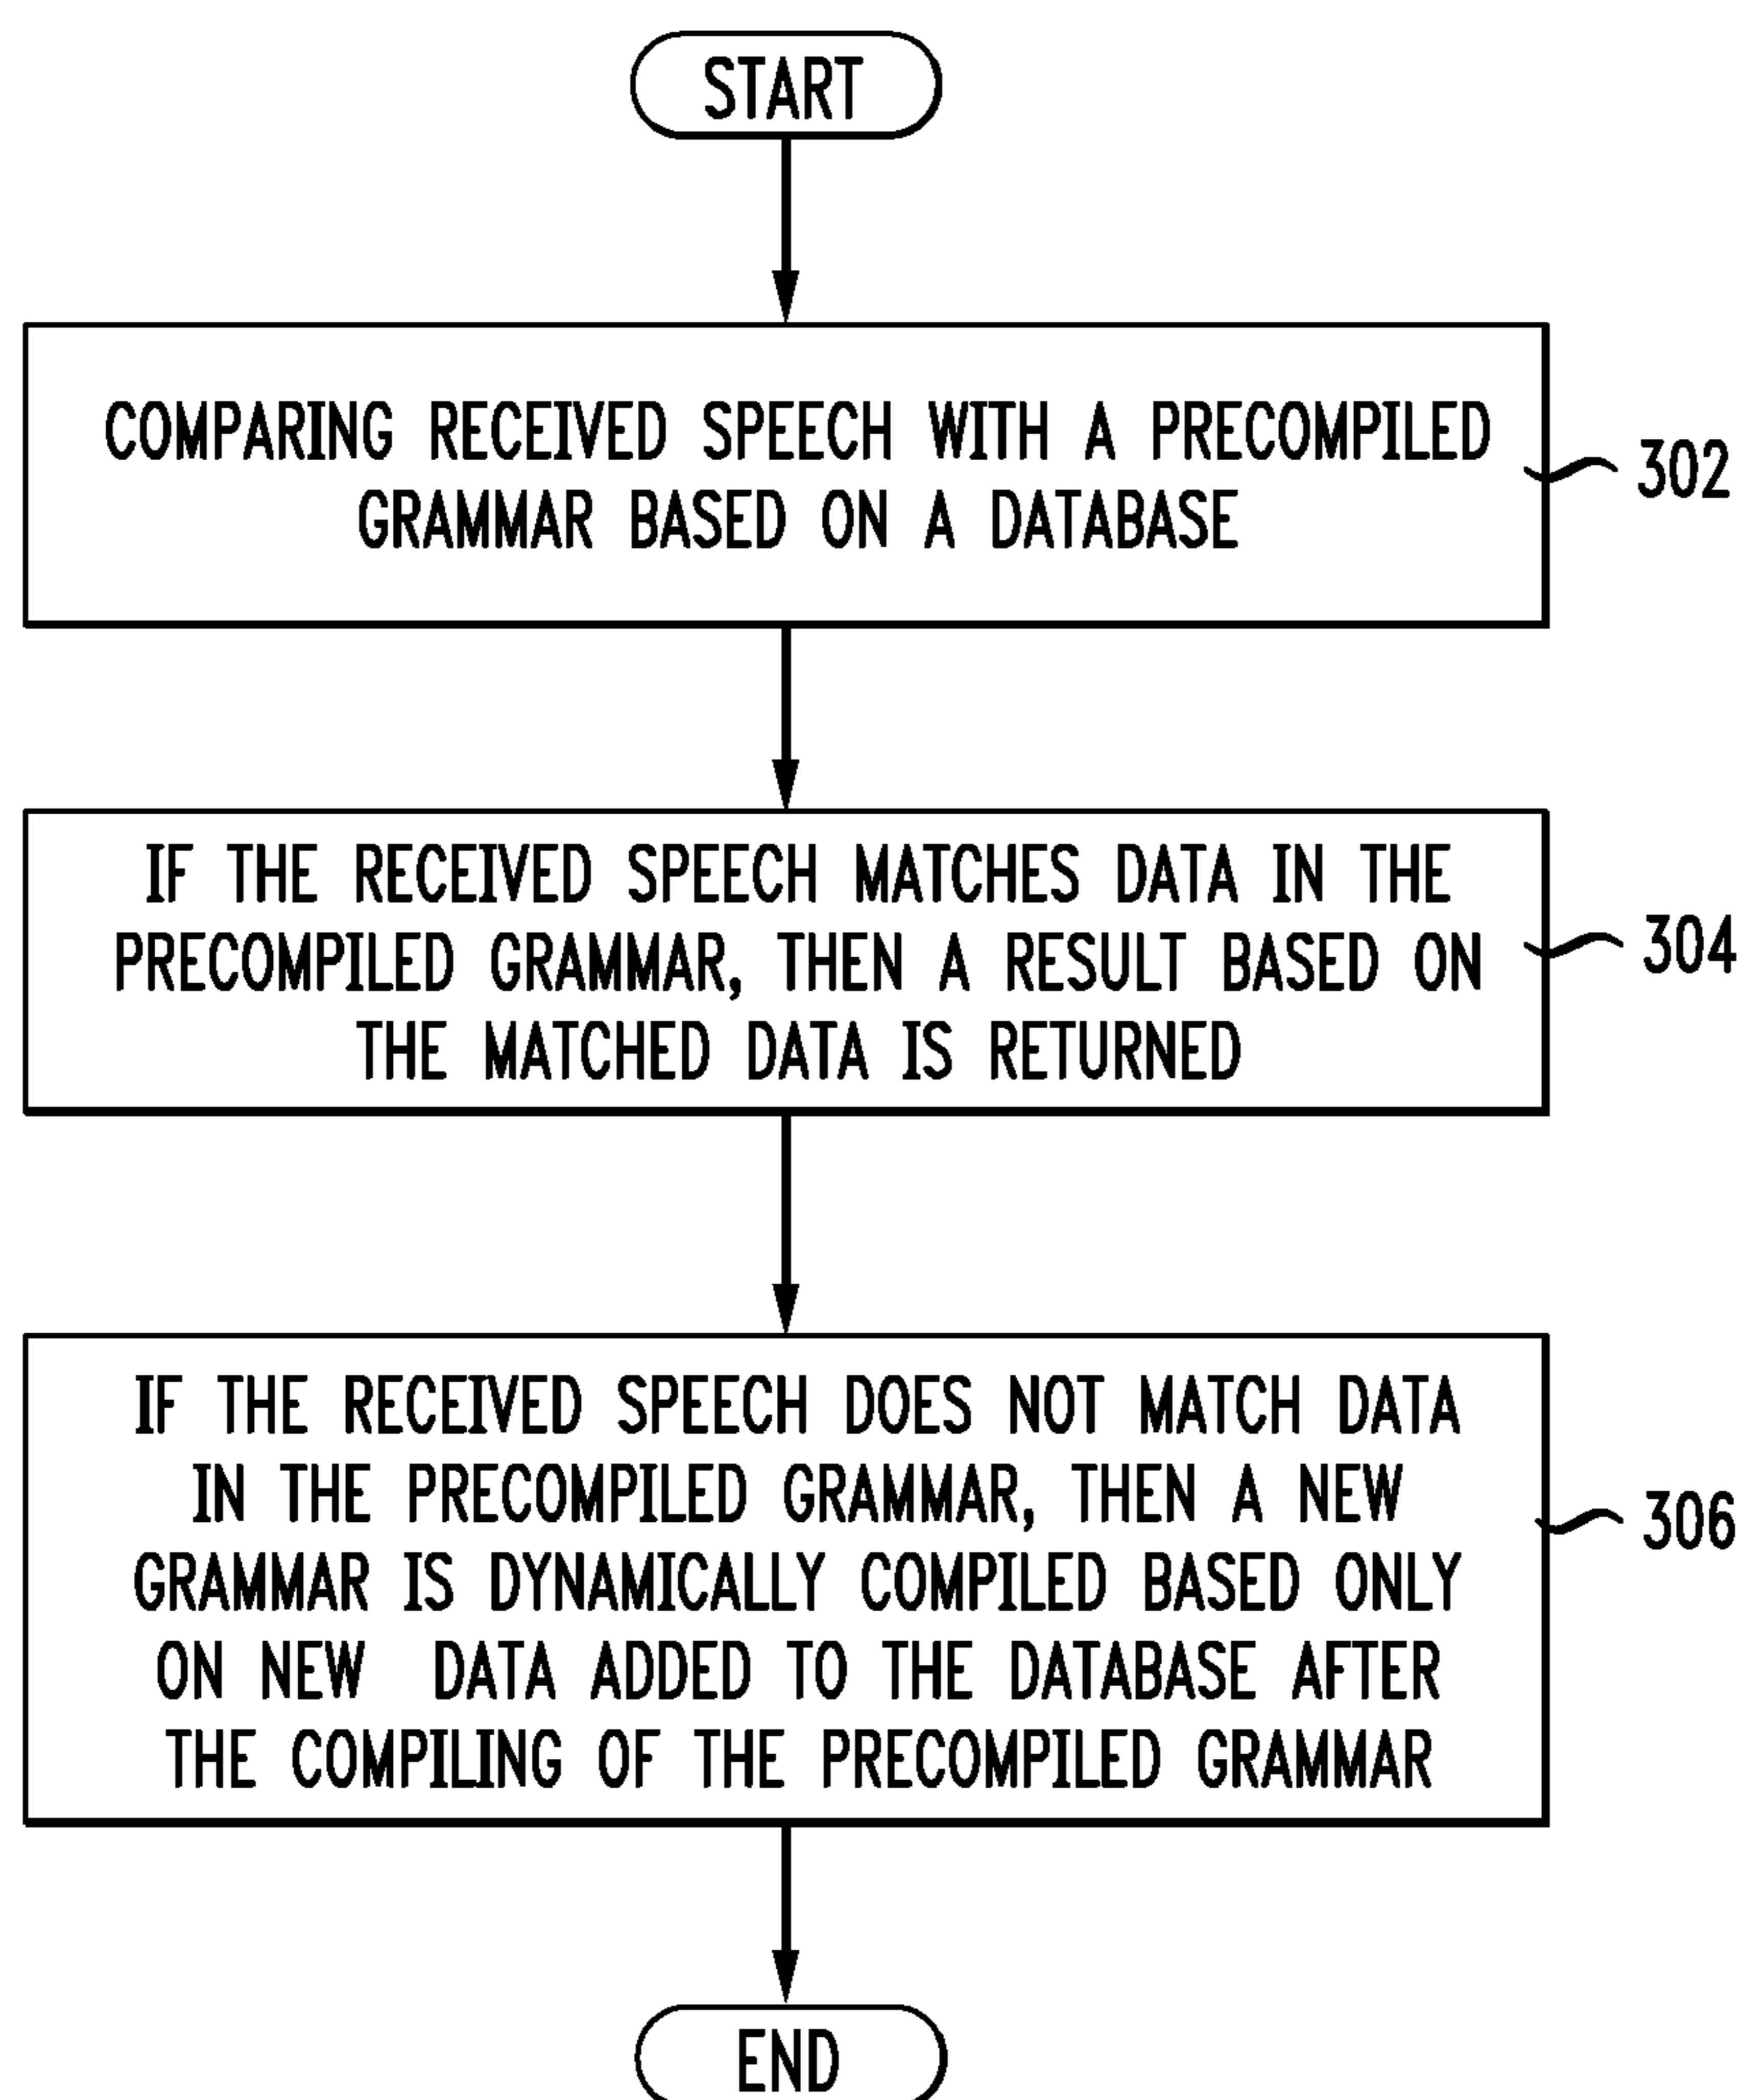 START
COMPARING RECEIVED SPEECH WITH A PRECOMPILED
GRAMMAR BASED ON A DATABASE
302
IF THE RECEIVED SPEECH MATCHES DATA IN THE
PRECOMPILED GRAMMAR, THEN A RESULT BASED ON
THE MATCHED DATA IS RETURNED
304
IF THE RECEIVED SPEECH DOES NOT MATCH DATA
IN THE PRECOMPILED GRAMMAR, THEN A NEW
GRAMMAR IS DYNAMICALLY COMPILED BASED ONLY
ON NEW DATA ADDED TO THE DATABASE AFTER
THE COMPILING OF THE PRECOMPILED GRAMMAR
306
END